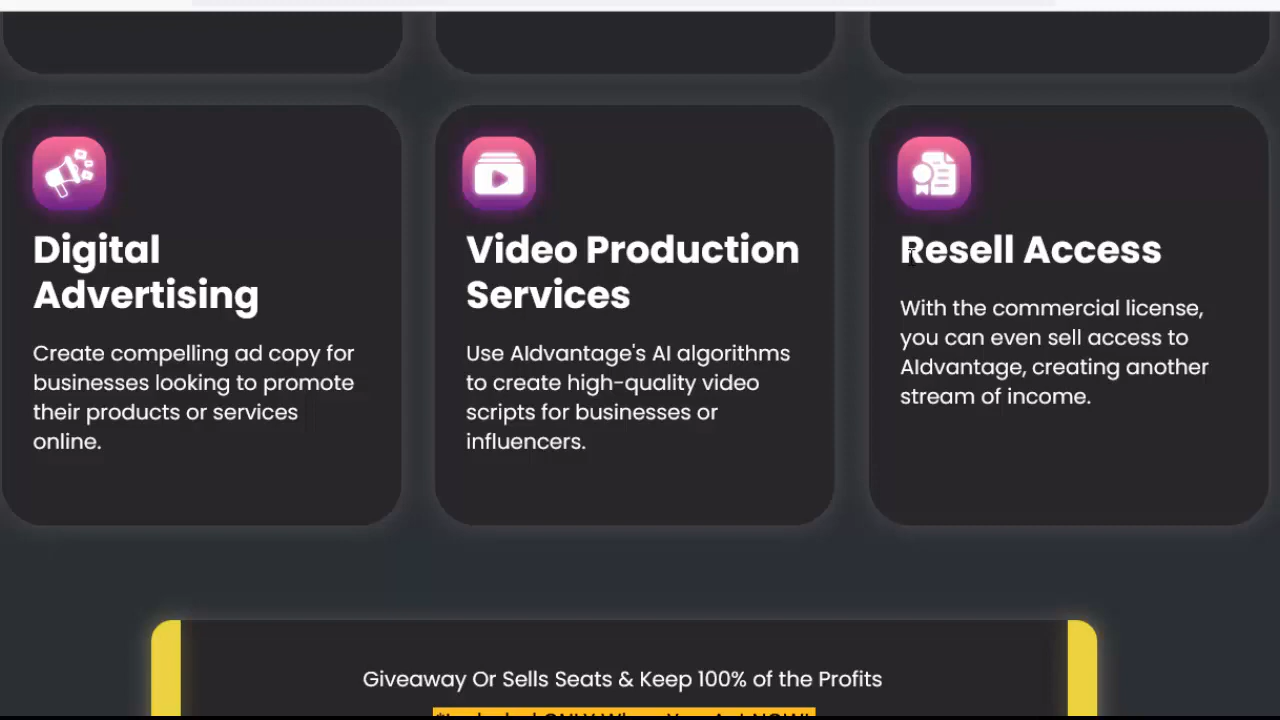 Digital
Advertising
Create compelling ad copy for
businesses looking to promote
their products or services
online.
Video Production
Services
Use AIdvantage's AI algorithms
to create high-quality video
scripts for businesses or
influencers.
Resell Access
With the commercial license,
you can even sell access to
AIdvantage, creating another
stream of income.
Giveaway Or Sells Seats & Keep 100% of the Profits